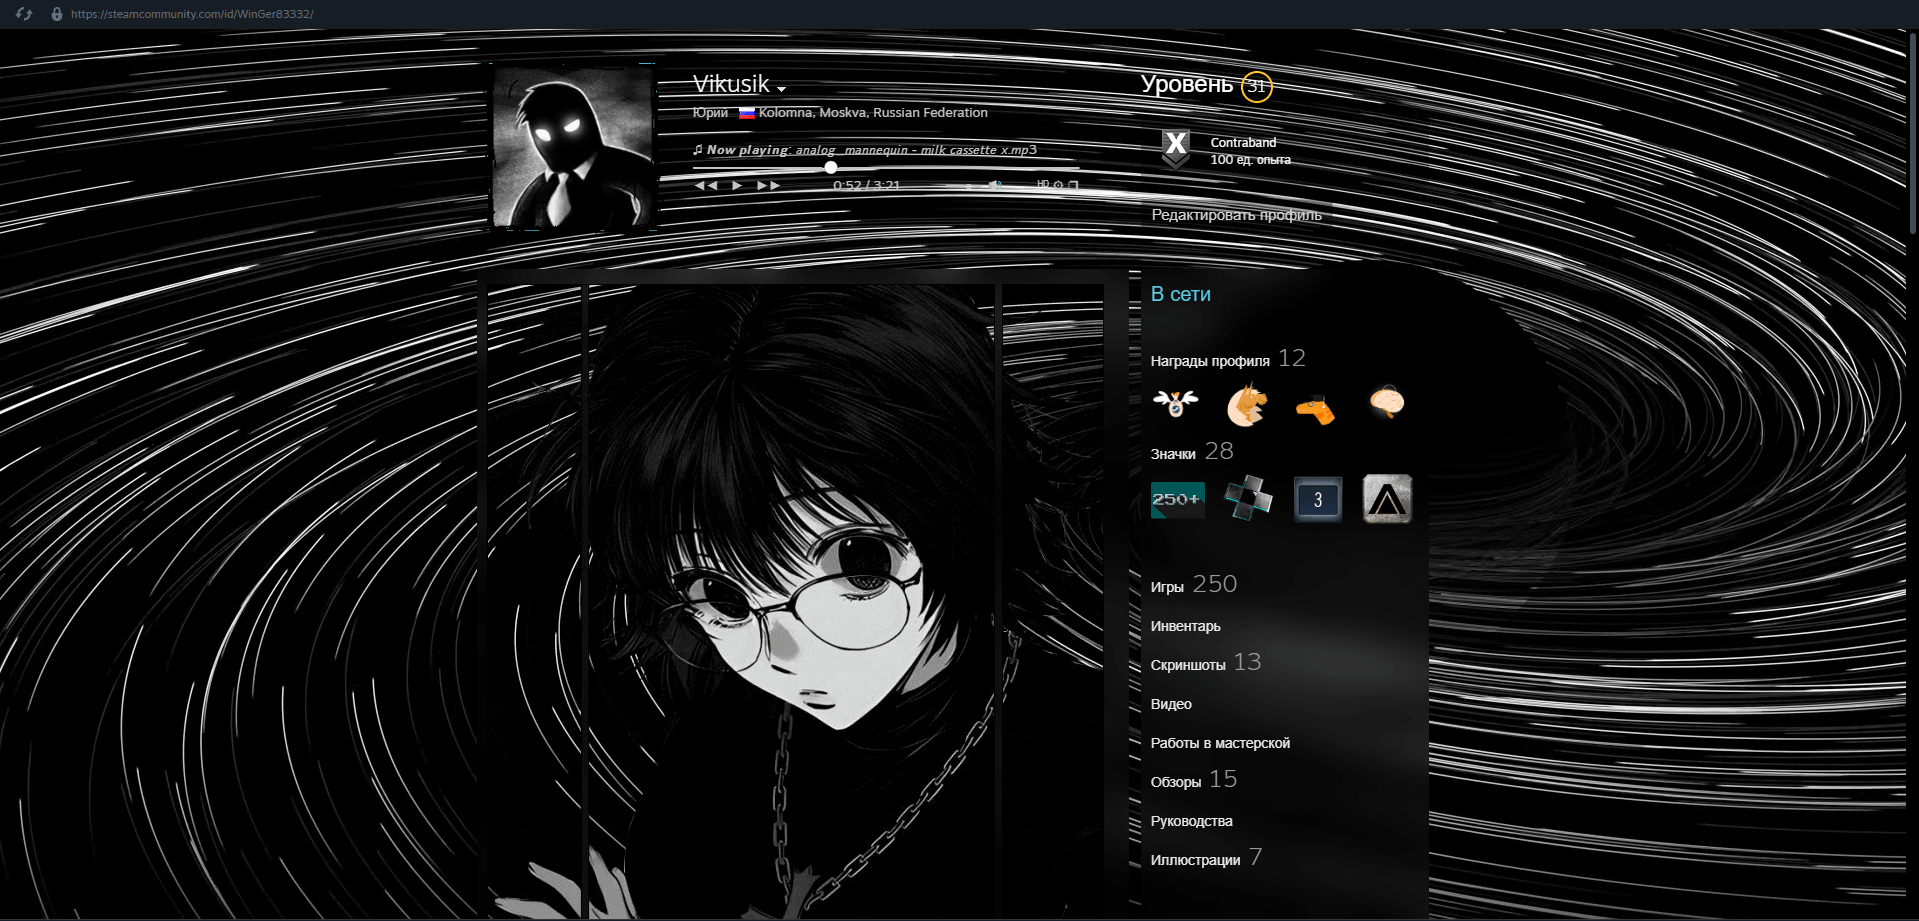 https://steamcommunity.com/id/WinGer83332/
Vikusik
Юрий Kolomna, Moskva, Russian Federation
♫ Now playing: analog_mannequin - milk cassette x.mp3
0:52 / 3:21
HD
Уровень 31
X
Contraband
100 ед. опыта
Редактировать профиль
В сети
Награды профиля 12
Значки 28
250+
3
Игры 250
Инвентарь
Скриншоты 13
Видео
Работы в мастерской
Обзоры 15
Руководства
Иллюстрации 7